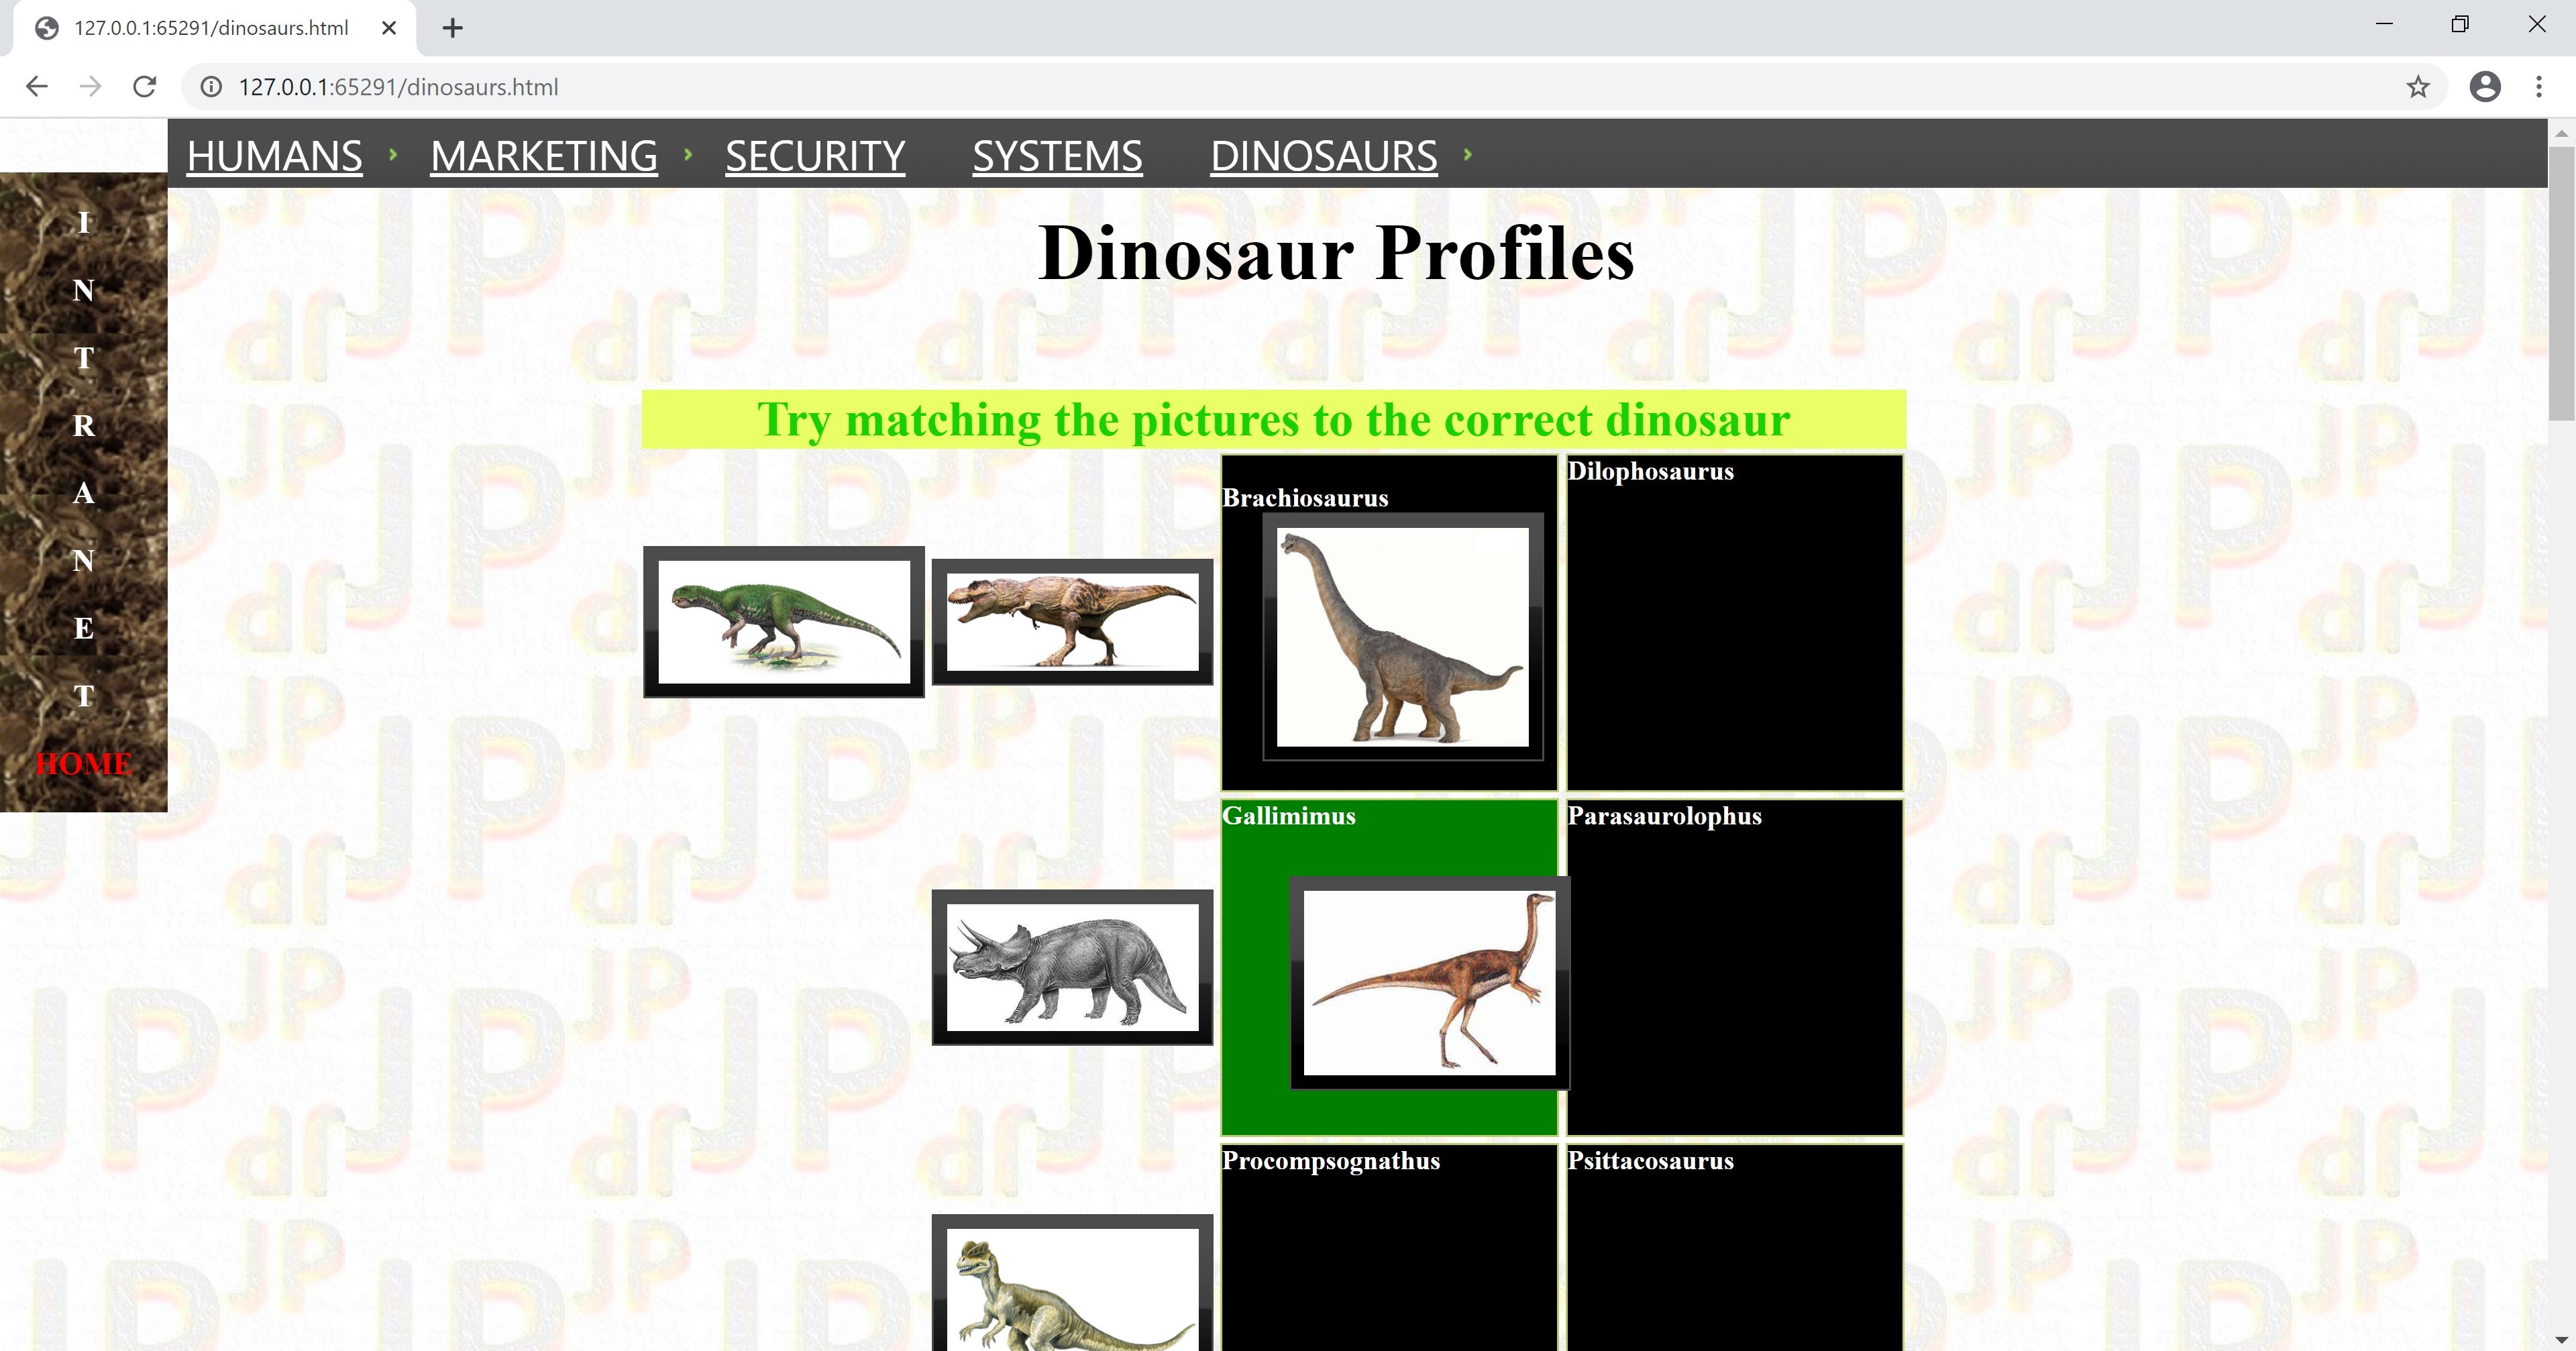 127.0.0.1:65291/dinosaurs.html
127.0.0.1:65291/dinosaurs.html
HUMANS MARKETING SECURITY SYSTEMS DINOSAURS
I
N
T
R
A
N
E
T
HOME
Dinosaur Profiles
Try matching the pictures to the correct dinosaur
Brachiosaurus
Dilophosaurus
Gallimimus
Parasaurolophus
Procompsognathus
Psittacosaurus
JP